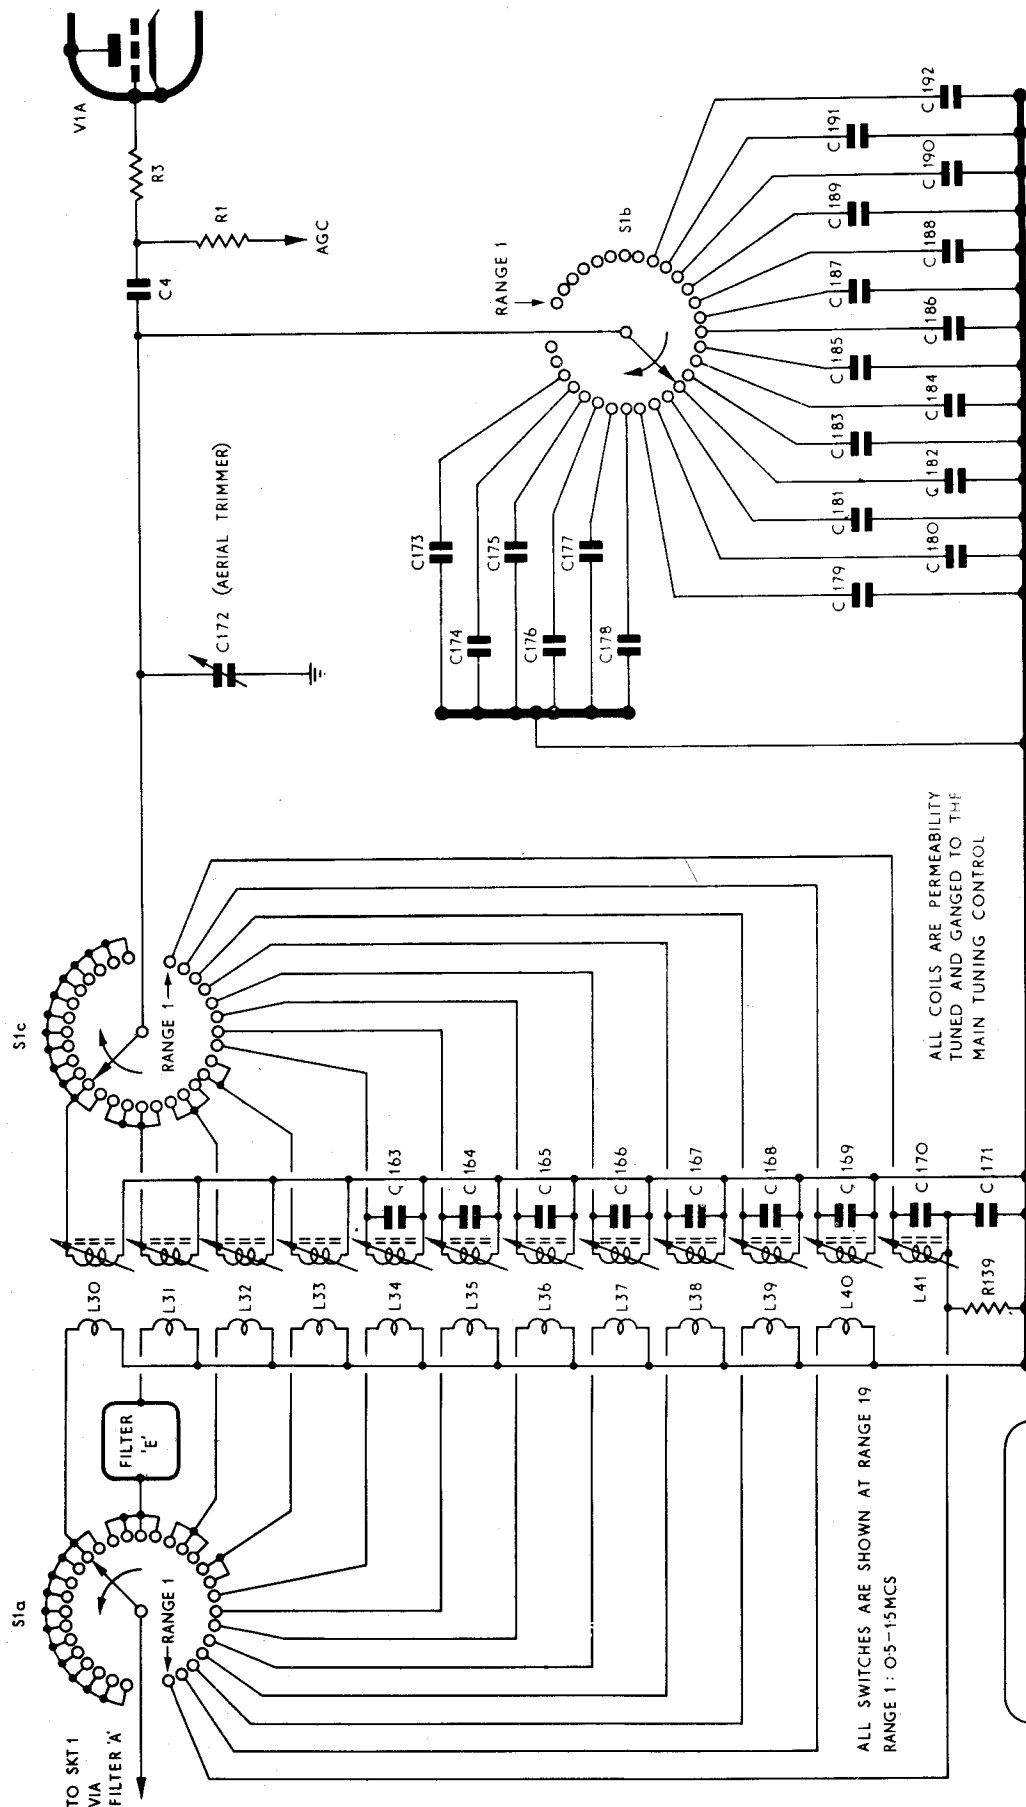 V1A
R3
R1
AGC
C4
C172 (AERIAL TRIMMER)
RANGE 1
S1b
C173
C174
C175
C176
C177
C178
C179
C180
C181
C182
C183
C184
C185
C186
C187
C188
C189
C190
C191
C192
S1c
RANGE 1
C163
C164
C165
C166
C167
C168
C169
C170
C171
L30
L31
L32
L33
L34
L35
L36
L37
L38
L39
L40
L41
R139
ALL COILS ARE PERMEABILITY
TUNED AND GANGED TO THE
MAIN TUNING CONTROL
FILTER
'E'
S1a
RANGE 1
TO SKT1
VIA
FILTER 'A'
ALL SWITCHES ARE SHOWN AT RANGE 19
RANGE 1: 0·5–1·5MCS